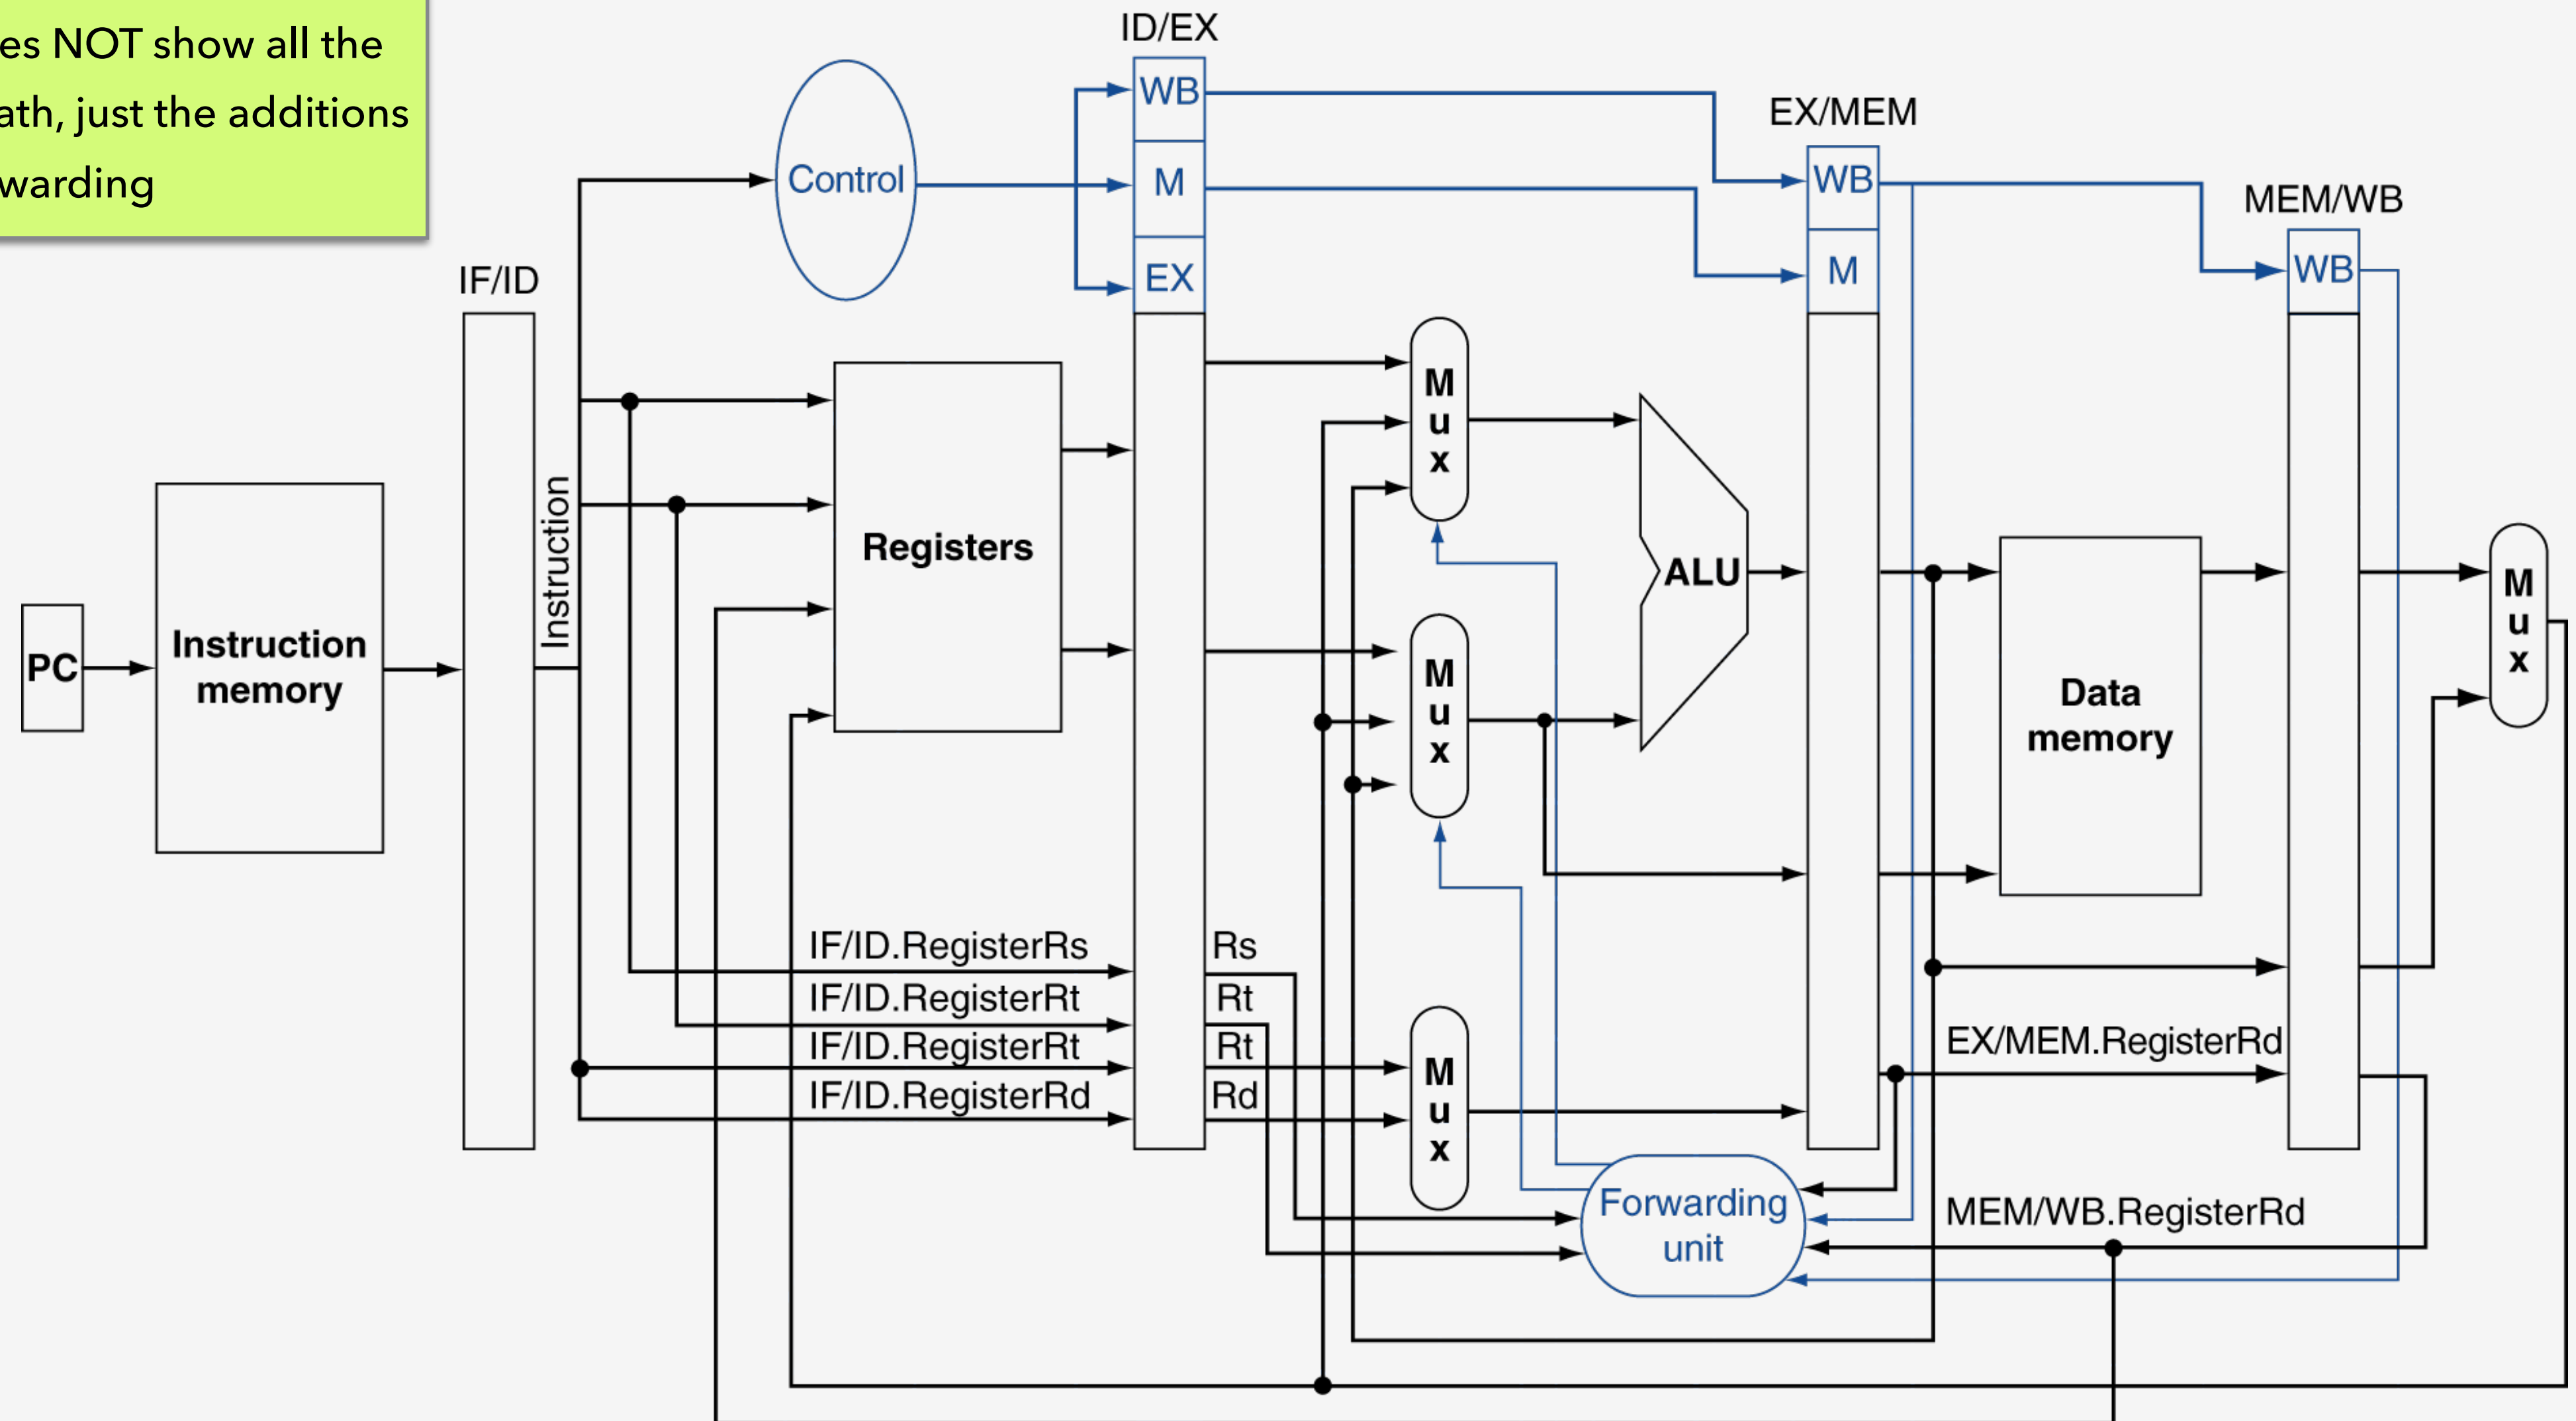 es NOT show all the
ath, just the additions
warding
ID/EX
WB
M
EX
Control
EX/MEM
WB
M
MEM/WB
WB
IF/ID
Instruction
PC
Instruction
memory
Registers
M
u
x
M
u
x
ALU
Data
memory
M
u
x
IF/ID.RegisterRs
IF/ID.RegisterRt
IF/ID.RegisterRt
IF/ID.RegisterRd
Rs
Rt
Rt
Rd
M
u
x
EX/MEM.RegisterRd
Forwarding
unit
MEM/WB.RegisterRd